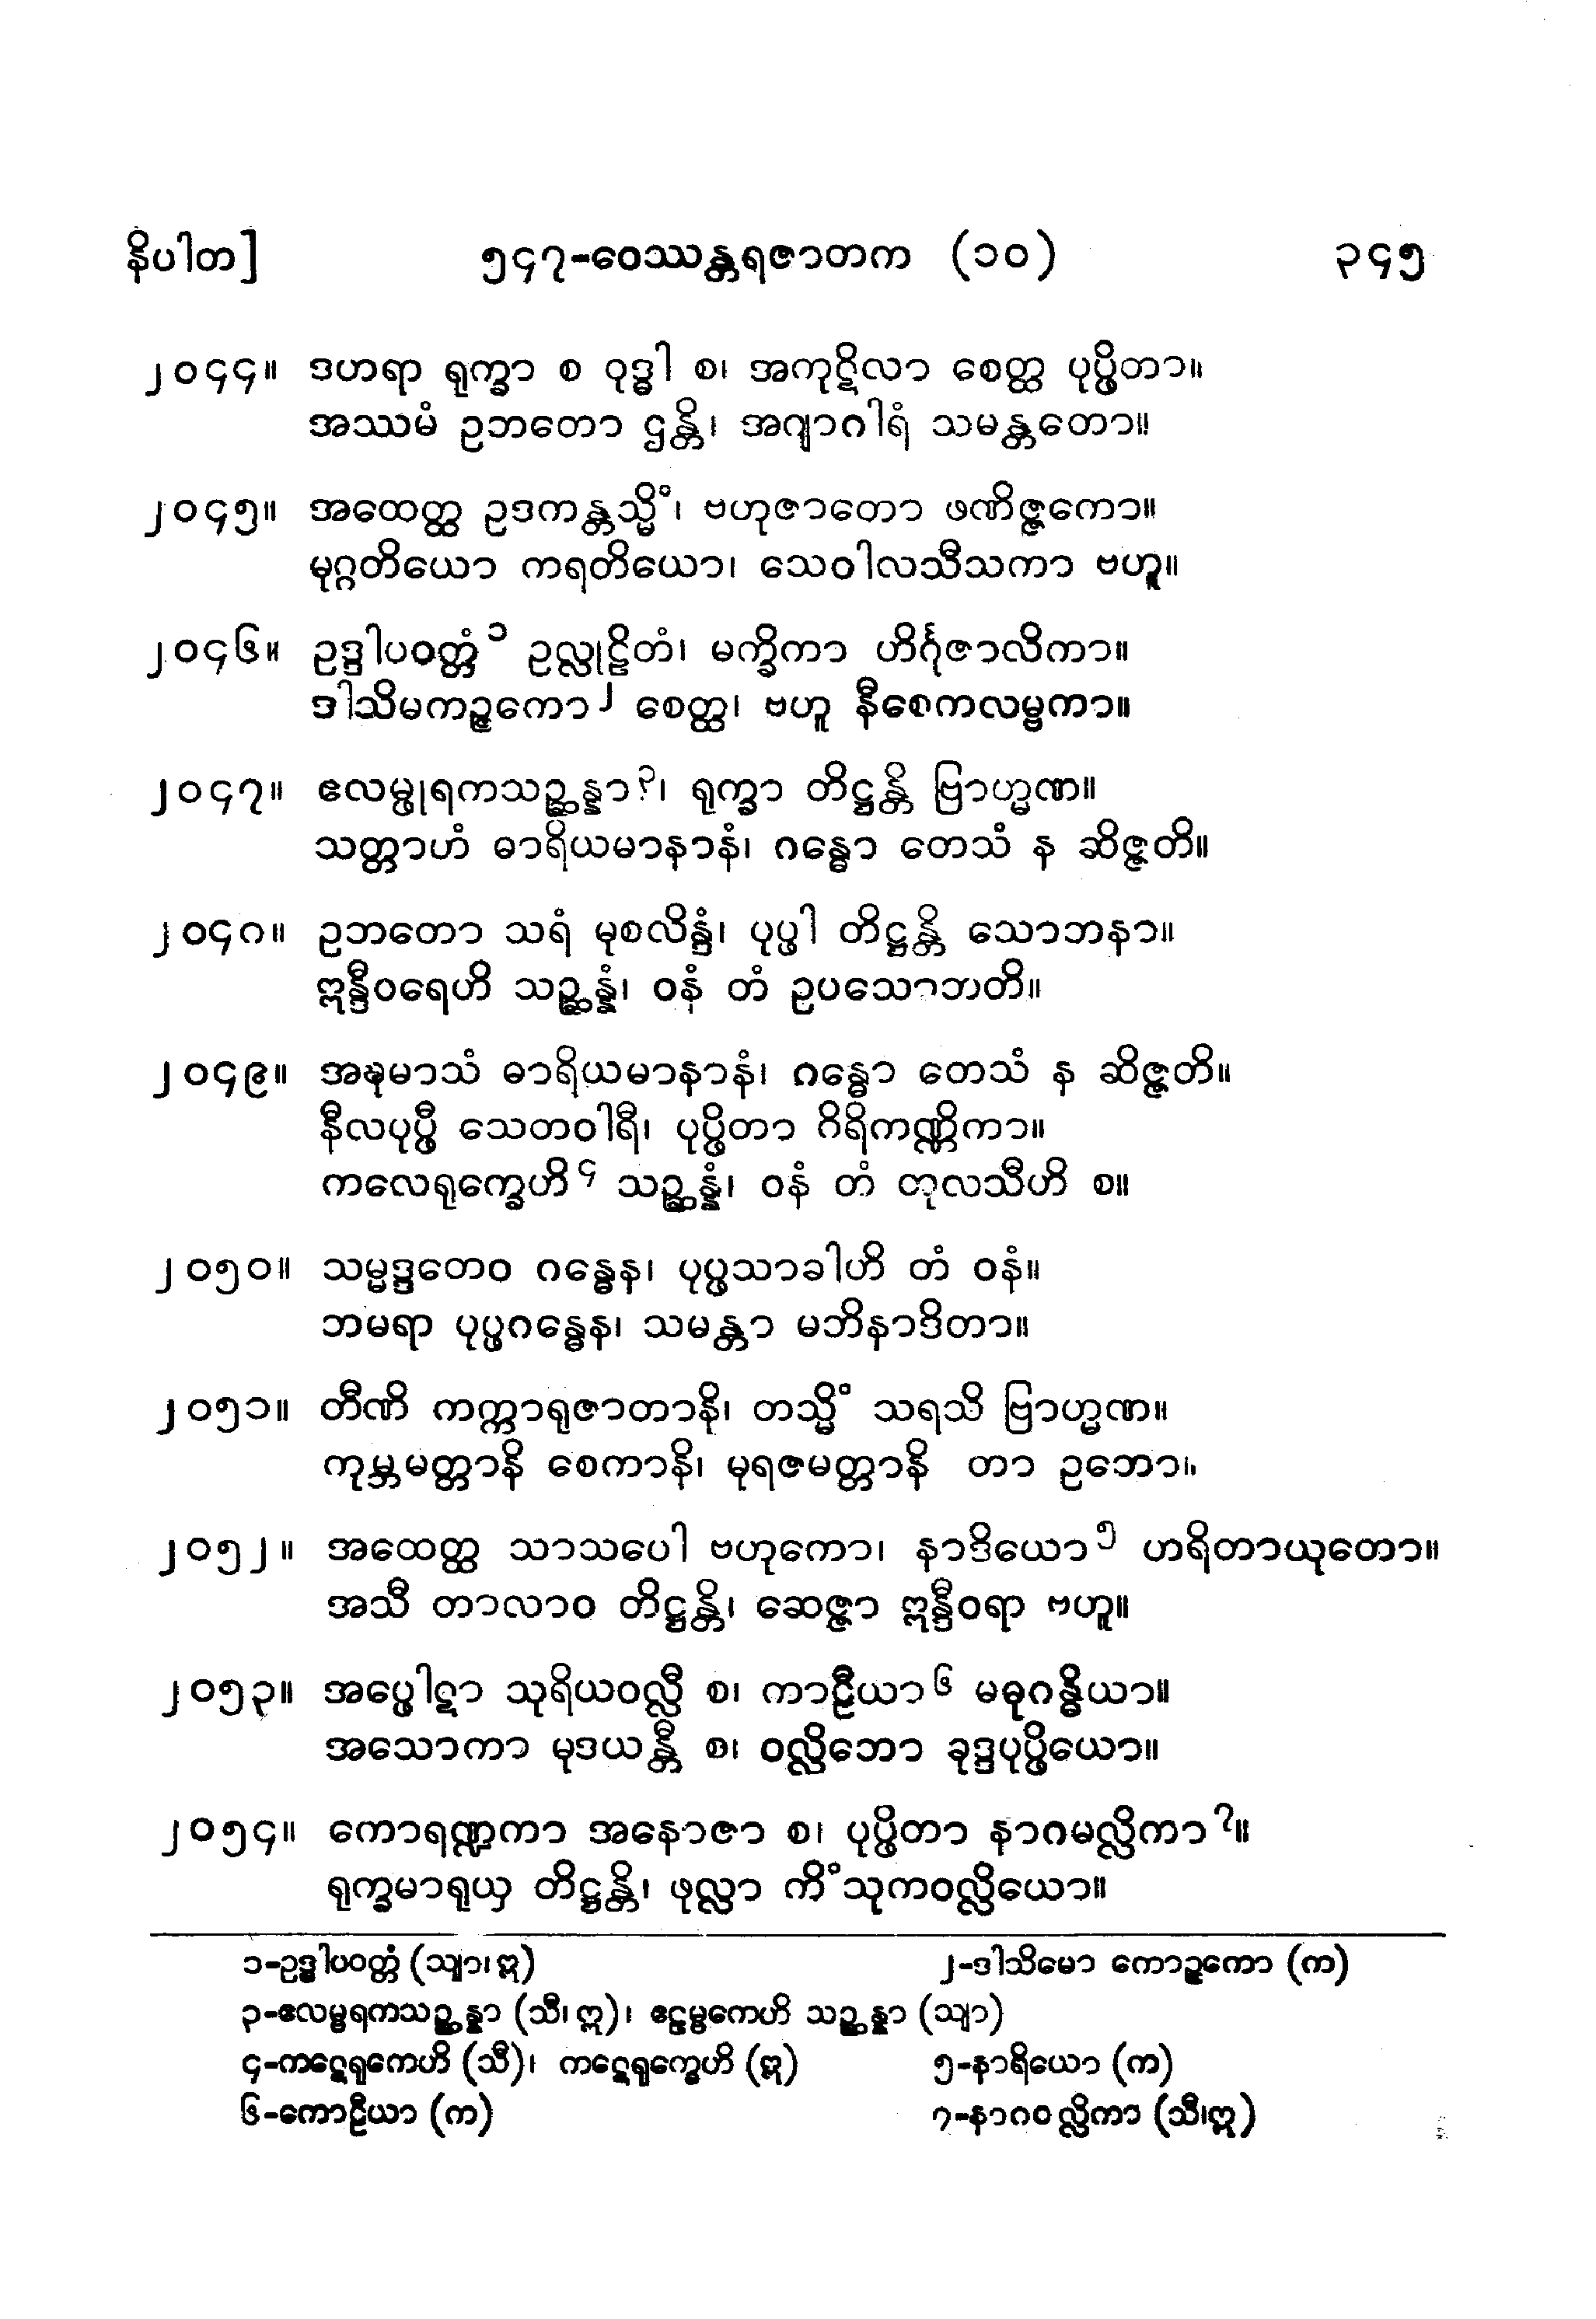 နိပါတ]	၅၄၇-ဝေဿန္တရဇာတက (၁၀)	၃၄၅
၂၀၄၄။ ဒဟရာ ရုက္ခာ စ ဝုဒ္ဓါ စ၊ အကုဋိလာ စေတ္ထ ပုပ္ဖိတာ။
အဿမံ ဥဘတော ဌန္တိ၊ အဂျာဂါရံ သမန္တတော။
၂၀၄၅။ အထေတ္ထ ဥဒကန္တသ္မိံ၊ ဗဟုဇာတော ဖဏိဇ္ဇကော။
မုဂ္ဂတိယော ကရတိယော၊ သေဝါလသီသကာ ဗဟူ။
၂၀၄၆။ ဥဒ္ဒါပဝတ္တံ၁ ဥလ္လုဠိတံ၊ မက္ခိကာ ဟိင်္ဂုဇာလိကာ။
ဒါသိမကဉ္ဇကော၂ စေတ္ထ၊ ဗဟူ နီစေကလမ္ဗကာ။
၂၀၄၇။ ဧလမ္ဖုရကသဉ္ဆန္နာ၃၊ ရုက္ခာ တိဋ္ဌန္တိ ဗြာဟ္မဏ။
သတ္တာဟံ ဓာရိယမာနာနံ၊ ဂန္ဓော တေသံ န ဆိဇ္ဇတိ။
၂၀၄၈။ ဥဘတော သရံ မုစလိန္ဒံ၊ ပုပ္ဖါ တိဋ္ဌန္တိ သောဘနာ။
ဣန္ဒီဝရေဟိ သဉ္ဆန္နံ၊ ဝနံ တံ ဥပသောဘတိ။
၂၀၄၉။ အဍ္ဎမာသံ ဓာရိယမာနာနံ၊ ဂန္ဓော တေသံ န ဆိဇ္ဇတိ။
နီလပုပ္ဖီ သေတဝါရီ၊ ပုပ္ဖိတာ ဂိရိကဏ္ဏိကာ။
ကလေရုက္ခေဟိ၄ သဉ္ဆန္နံ၊ ဝနံ တံ တုလသီဟိ စ။
၂၀၅၀။ သမ္မဒ္ဒတေဝ ဂန္ဓေန၊ ပုပ္ဖသာခါဟိ တံ ဝနံ။
ဘမရာ ပုပ္ဖဂန္ဓေန၊ သမန္တာ မဘိနာဒိတာ။
၂၀၅၁။ တီဏိ ကက္ကာရုဇာတာနိ၊ တသ္မိံ သရသိ ဗြာဟ္မဏ။
ကုမ္ဘမတ္တာနိ စေကာနိ၊ မုရဇမတ္တာနိ တာ ဥဘော။
၂၀၅၂။ အထေတ္ထ သာသပေါ ဗဟုကော၊ နာဒိယော၅ ဟရိတာယုတော။
အသီ တာလာဝ တိဋ္ဌန္တိ၊ ဆေဇ္ဇာ ဣန္ဒီဝရာ ဗဟူ။
၂၀၅၃။ အပ္ဖေါဋာ သုရိယဝလ္လီ စ၊ ကာဠီယာ၆ မဓုဂန္ဓိယာ။
အသောကာ မုဒယန္တီ စ၊ ဝလ္လိဘော ခုဒ္ဒပုပ္ဖိယော။
၂၀၅၄။ ကောရဏ္ဍကာ အနောဇာ စ၊ ပုပ္ဖိတာ နာဂမလ္လိကာ၇။
ရုက္ခမာရုယှ တိဋ္ဌန္တိ၊ ဖုလ္လာ ကိံသုကဝလ္လိယော။
၁-ဥဒ္ဓါပဝတ္တံ (သျာ၊ဣ)	၂-ဒါသိမော ကောဉ္ဇကော (က)
၃-ဧလမ္ဗရကသဉ္ဆန္နာ (သီ၊ ဣ)၊ ဧဠမ္ဗကေဟိ သဉ္ဆန္နာ (သျာ)
၄-ကဋေရုကေဟိ (သီ)၊ ကဋေရုက္ခေဟိ (ဣ)	၅-နာရိယော (က)
၆-ကောဠီယာ (က)	၇-နာဂဝလ္လိကာ (သီ၊ဣ)